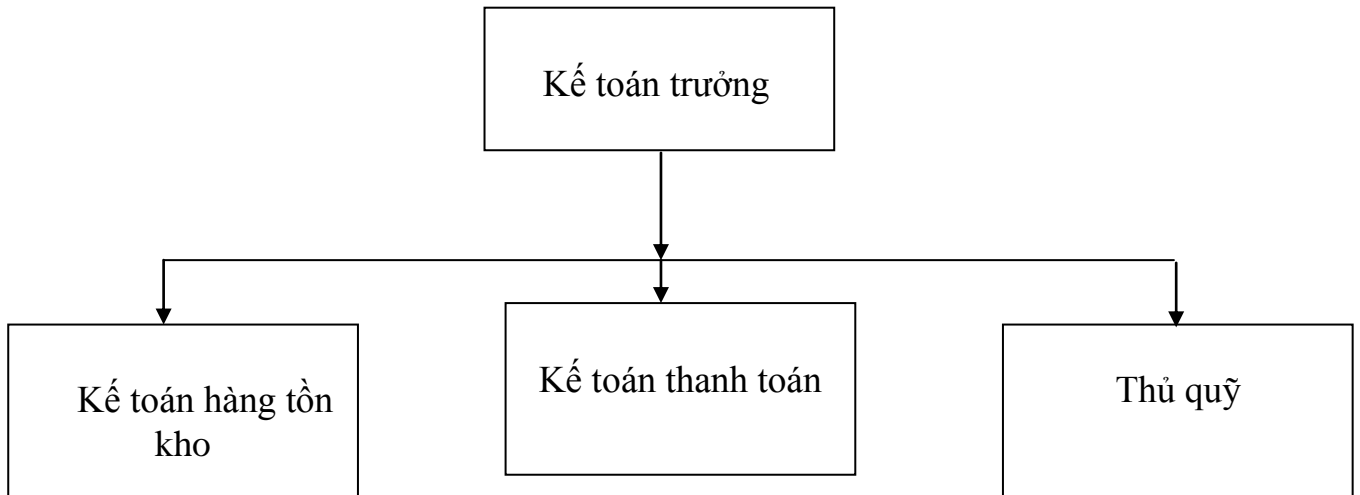 Kế toán trưởng
Kế toán hàng tồn
kho
Kế toán thanh toán
Thủ quỹ